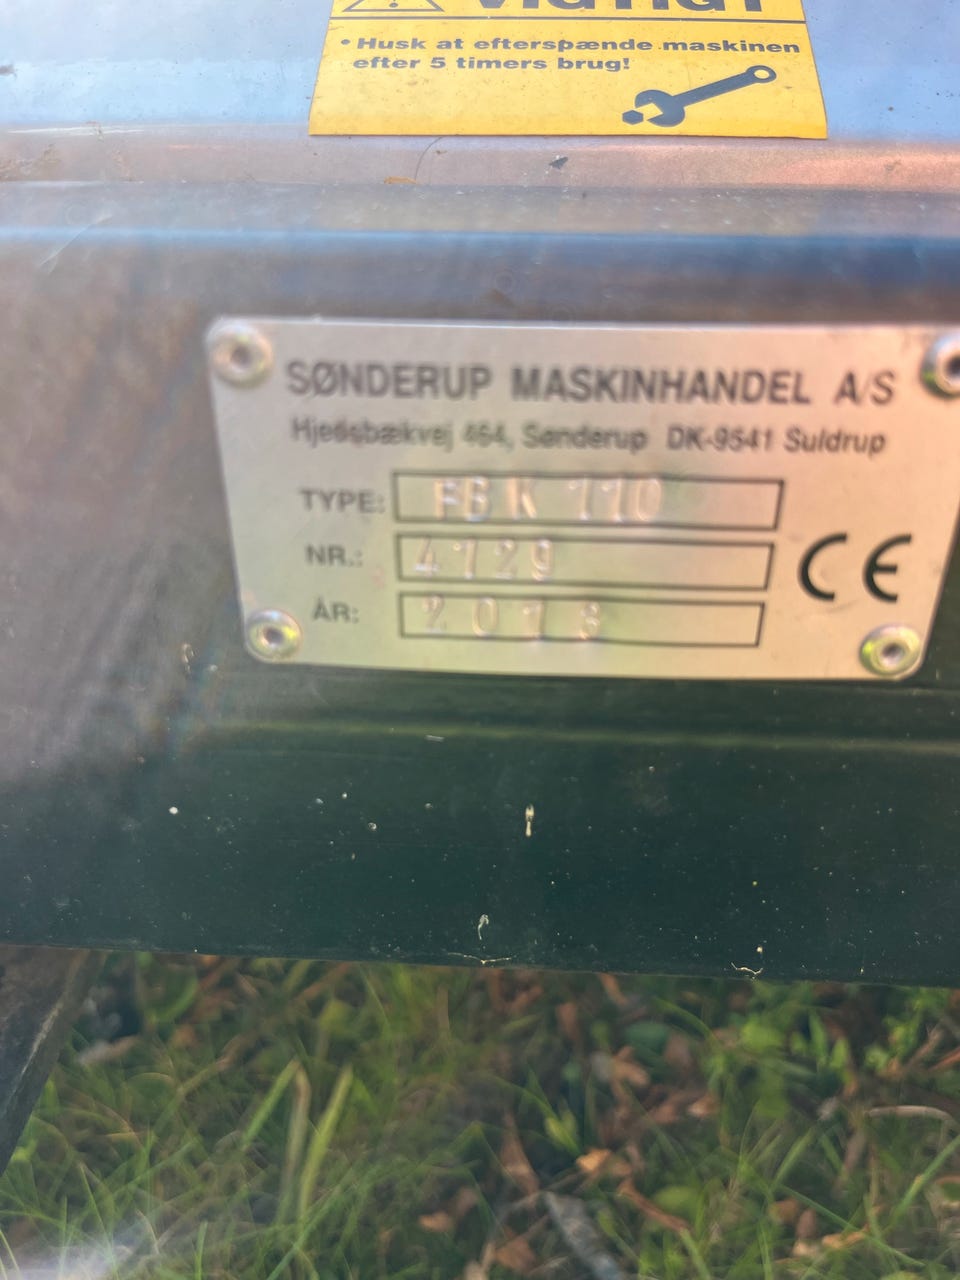 VIGTIGT
• Husk at efterspænde maskinen
efter 5 timers brug!
SØNDERUP MASKINHANDEL A/S
Hjedsbækvej 464, Sønderup DK-9541 Suldrup
TYPE: FBK 110
NR.: 4129
ÅR: 2018
CE